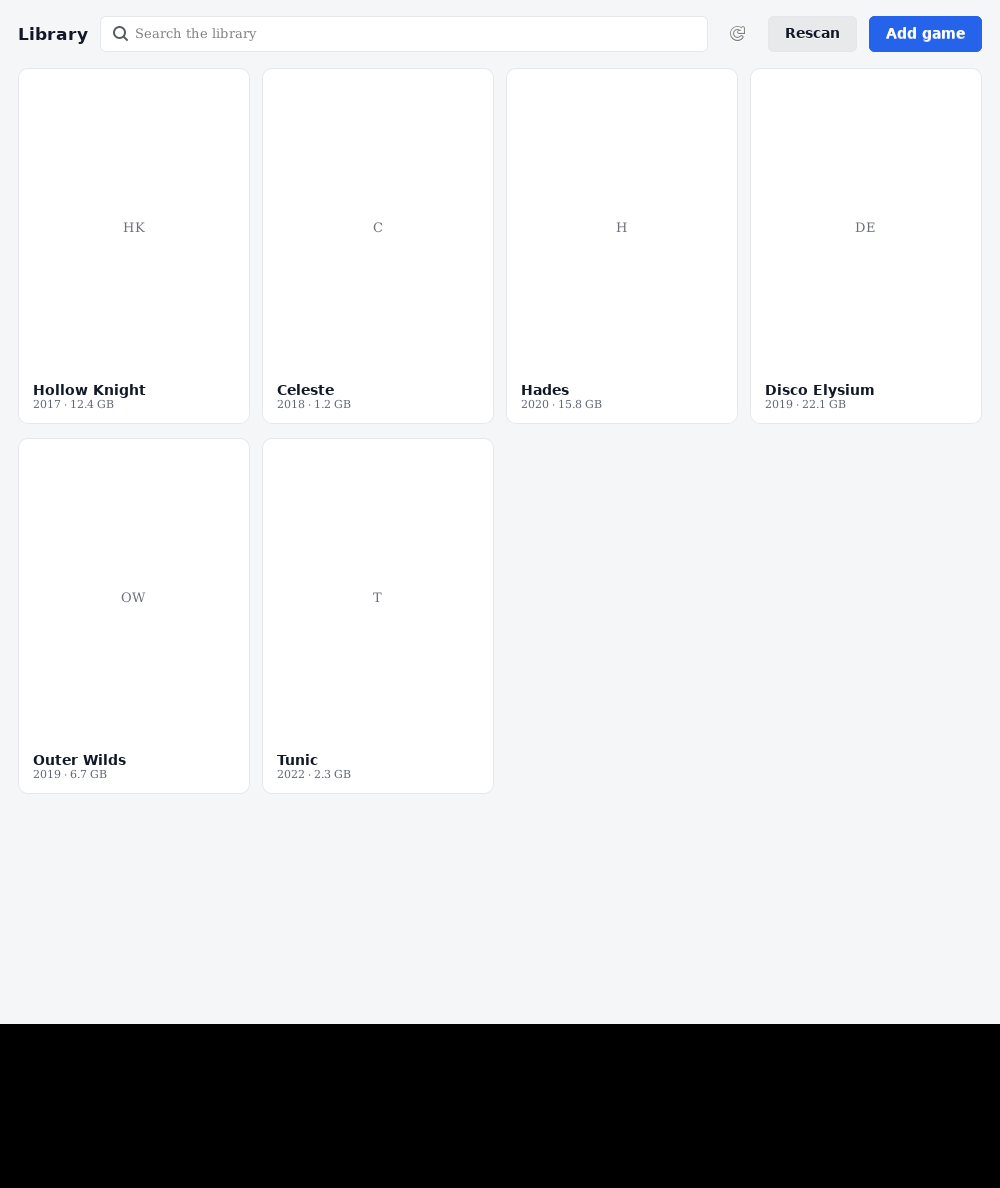 Library
Search the library
Rescan
Add game
HK
C
H
DE
Hollow Knight
2017 · 12.4 GB
Celeste
2018 · 1.2 GB
Hades
2020 · 15.8 GB
Disco Elysium
2019 · 22.1 GB
OW
T
Outer Wilds
2019 · 6.7 GB
Tunic
2022 · 2.3 GB